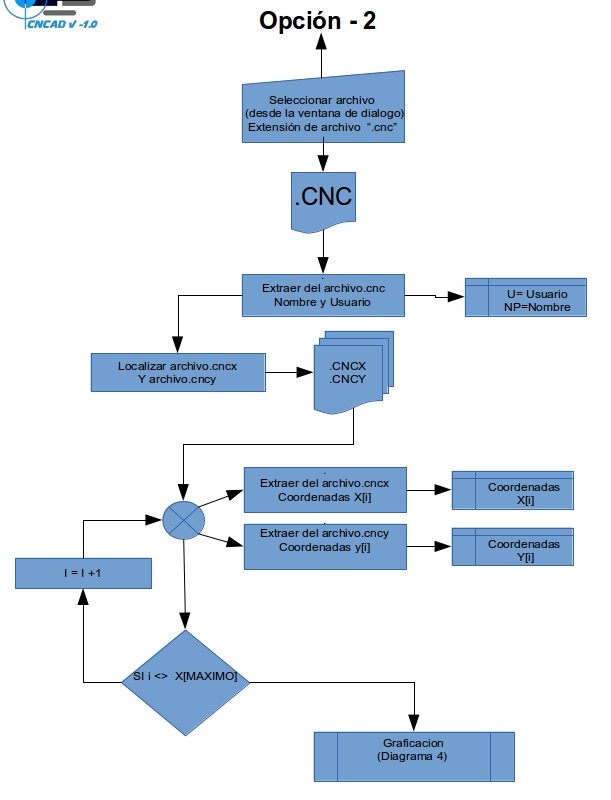 CNCAD V -1.0
Opción - 2
Seleccionar archivo
(desde la ventana de dialogo)
Extensión de archivo “.cnc”
.CNC
Extraer del archivo.cnc
Nombre y Usuario
U= Usuario
NP=Nombre
Localizar archivo.cncx
Y archivo.cncy
.CNCX
.CNCY
Extraer del archivo.cncx
Coordenadas X[i]
Coordenadas
X[i]
Extraer del archivo.cncy
Coordenadas y[i]
Coordenadas
Y[i]
I = I +1
SI i <> X[MAXIMO]
Graficacion
(Diagrama 4)